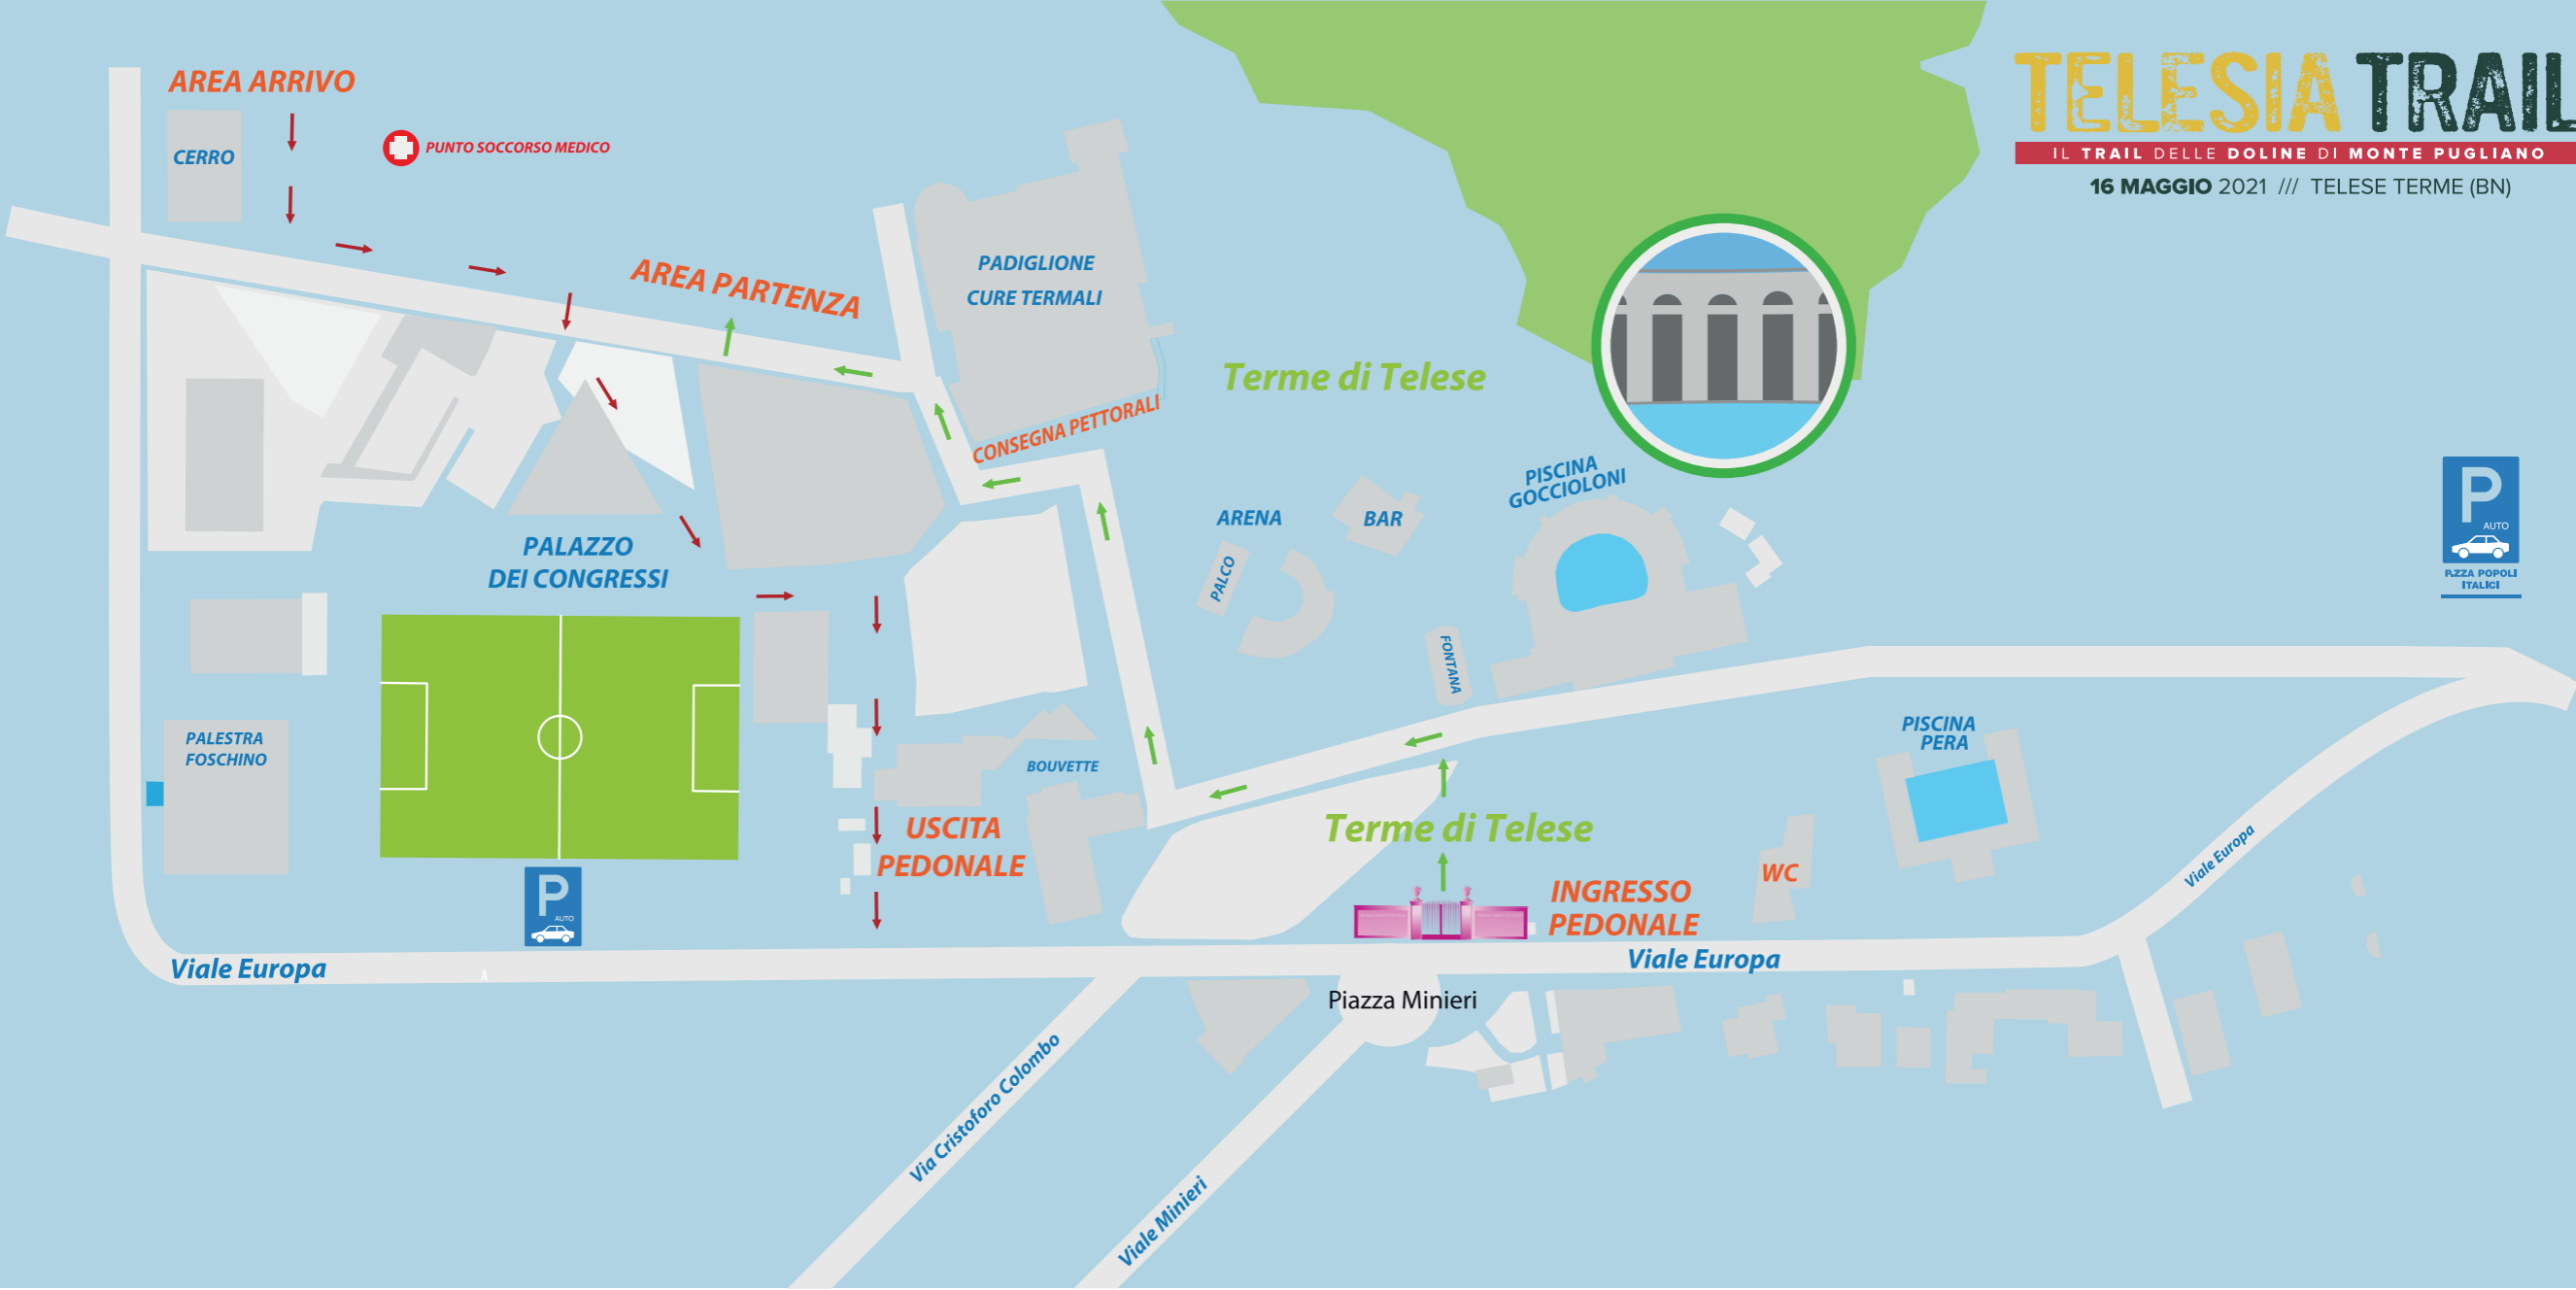 TELESIA TRAIL
IL TRAIL DELLE DOLINE DI MONTE PUGLIANO
16 MAGGIO 2021 /// TELESE TERME (BN)
AREA ARRIVO
CERRO
PUNTO SOCCORSO MEDICO
AREA PARTENZA
PADIGLIONE
CURE TERMALI
CONSEGNA PETTORALI
Terme di Telese
PISCINA
GOCCIOLONI
ARENA
BAR
PALCO
FONTANA
P
AUTO
P.ZZA POPOLI
ITALICI
PALAZZO
DEI CONGRESSI
PALESTRA
FOSCHINO
BOUVETTE
USCITA
PEDONALE
Terme di Telese
PISCINA
PERA
WC
INGRESSO
PEDONALE
P
AUTO
Viale Europa
A
Viale Europa
Viale Europa
Piazza Minieri
Via Cristoforo Colombo
Viale Minieri